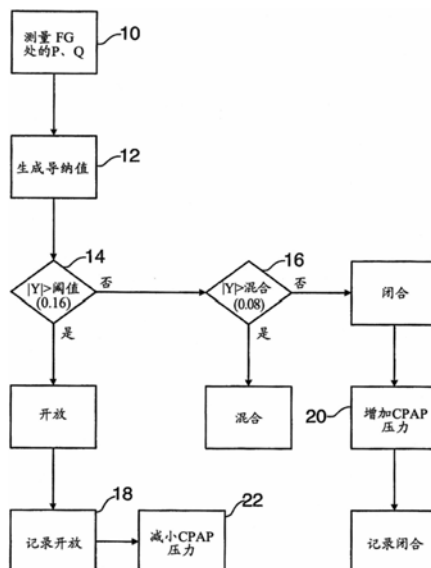 测量 FG
处的P、Q
10
生成导纳值
12
14
|Y|>阈值
(0.16)
否
是
16
|Y|>混合
(0.08)
否
是
闭合
开放
混合
20
增加CPAP
压力
18
记录开放
22
减小CPAP
压力
记录闭合